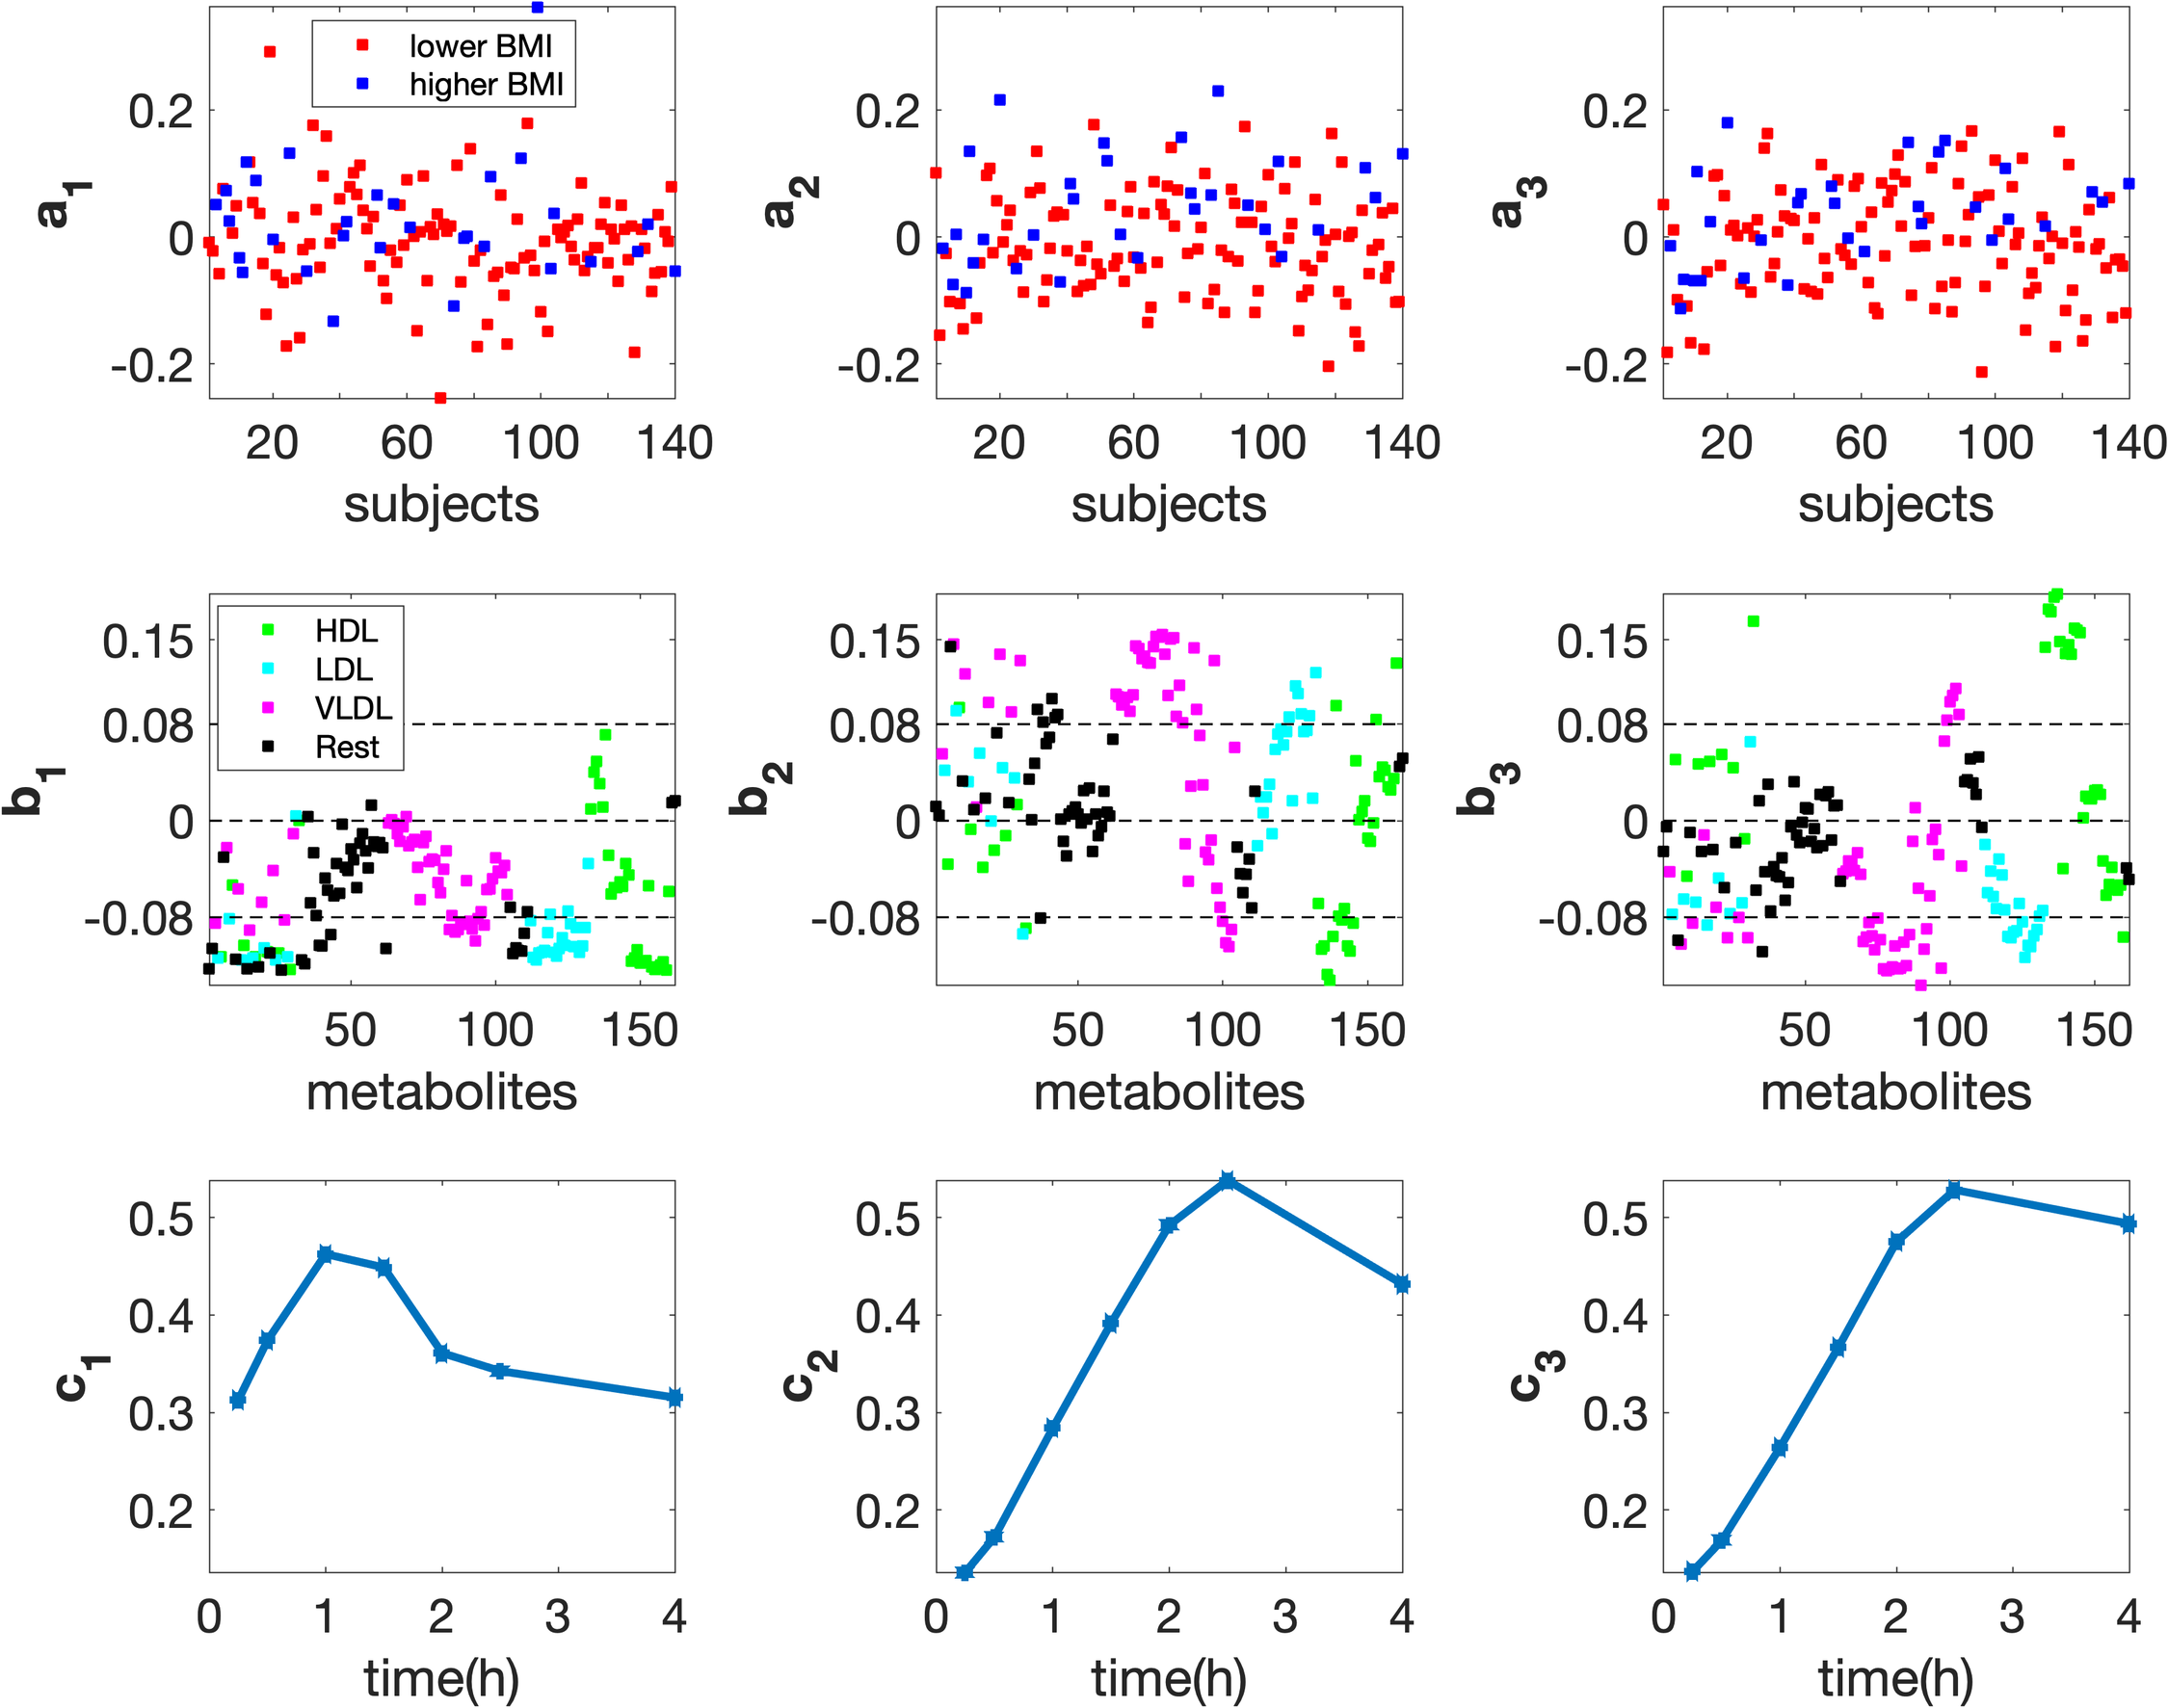 lower BMI
higher BMI
a1
0.2
0
-0.2
20 60 100 140
subjects
a2
0.2
0
-0.2
20 60 100 140
subjects
a3
0.2
0
-0.2
20 60 100 140
subjects
HDL
LDL
VLDL
Rest
b1
0.15
0.08
0
-0.08
50 100 150
metabolites
b2
0.15
0.08
0
-0.08
50 100 150
metabolites
b3
0.15
0.08
0
-0.08
50 100 150
metabolites
c1
0.5
0.4
0.3
0.2
0 1 2 3 4
time(h)
c2
0.5
0.4
0.3
0.2
0 1 2 3 4
time(h)
c3
0.5
0.4
0.3
0.2
0 1 2 3 4
time(h)